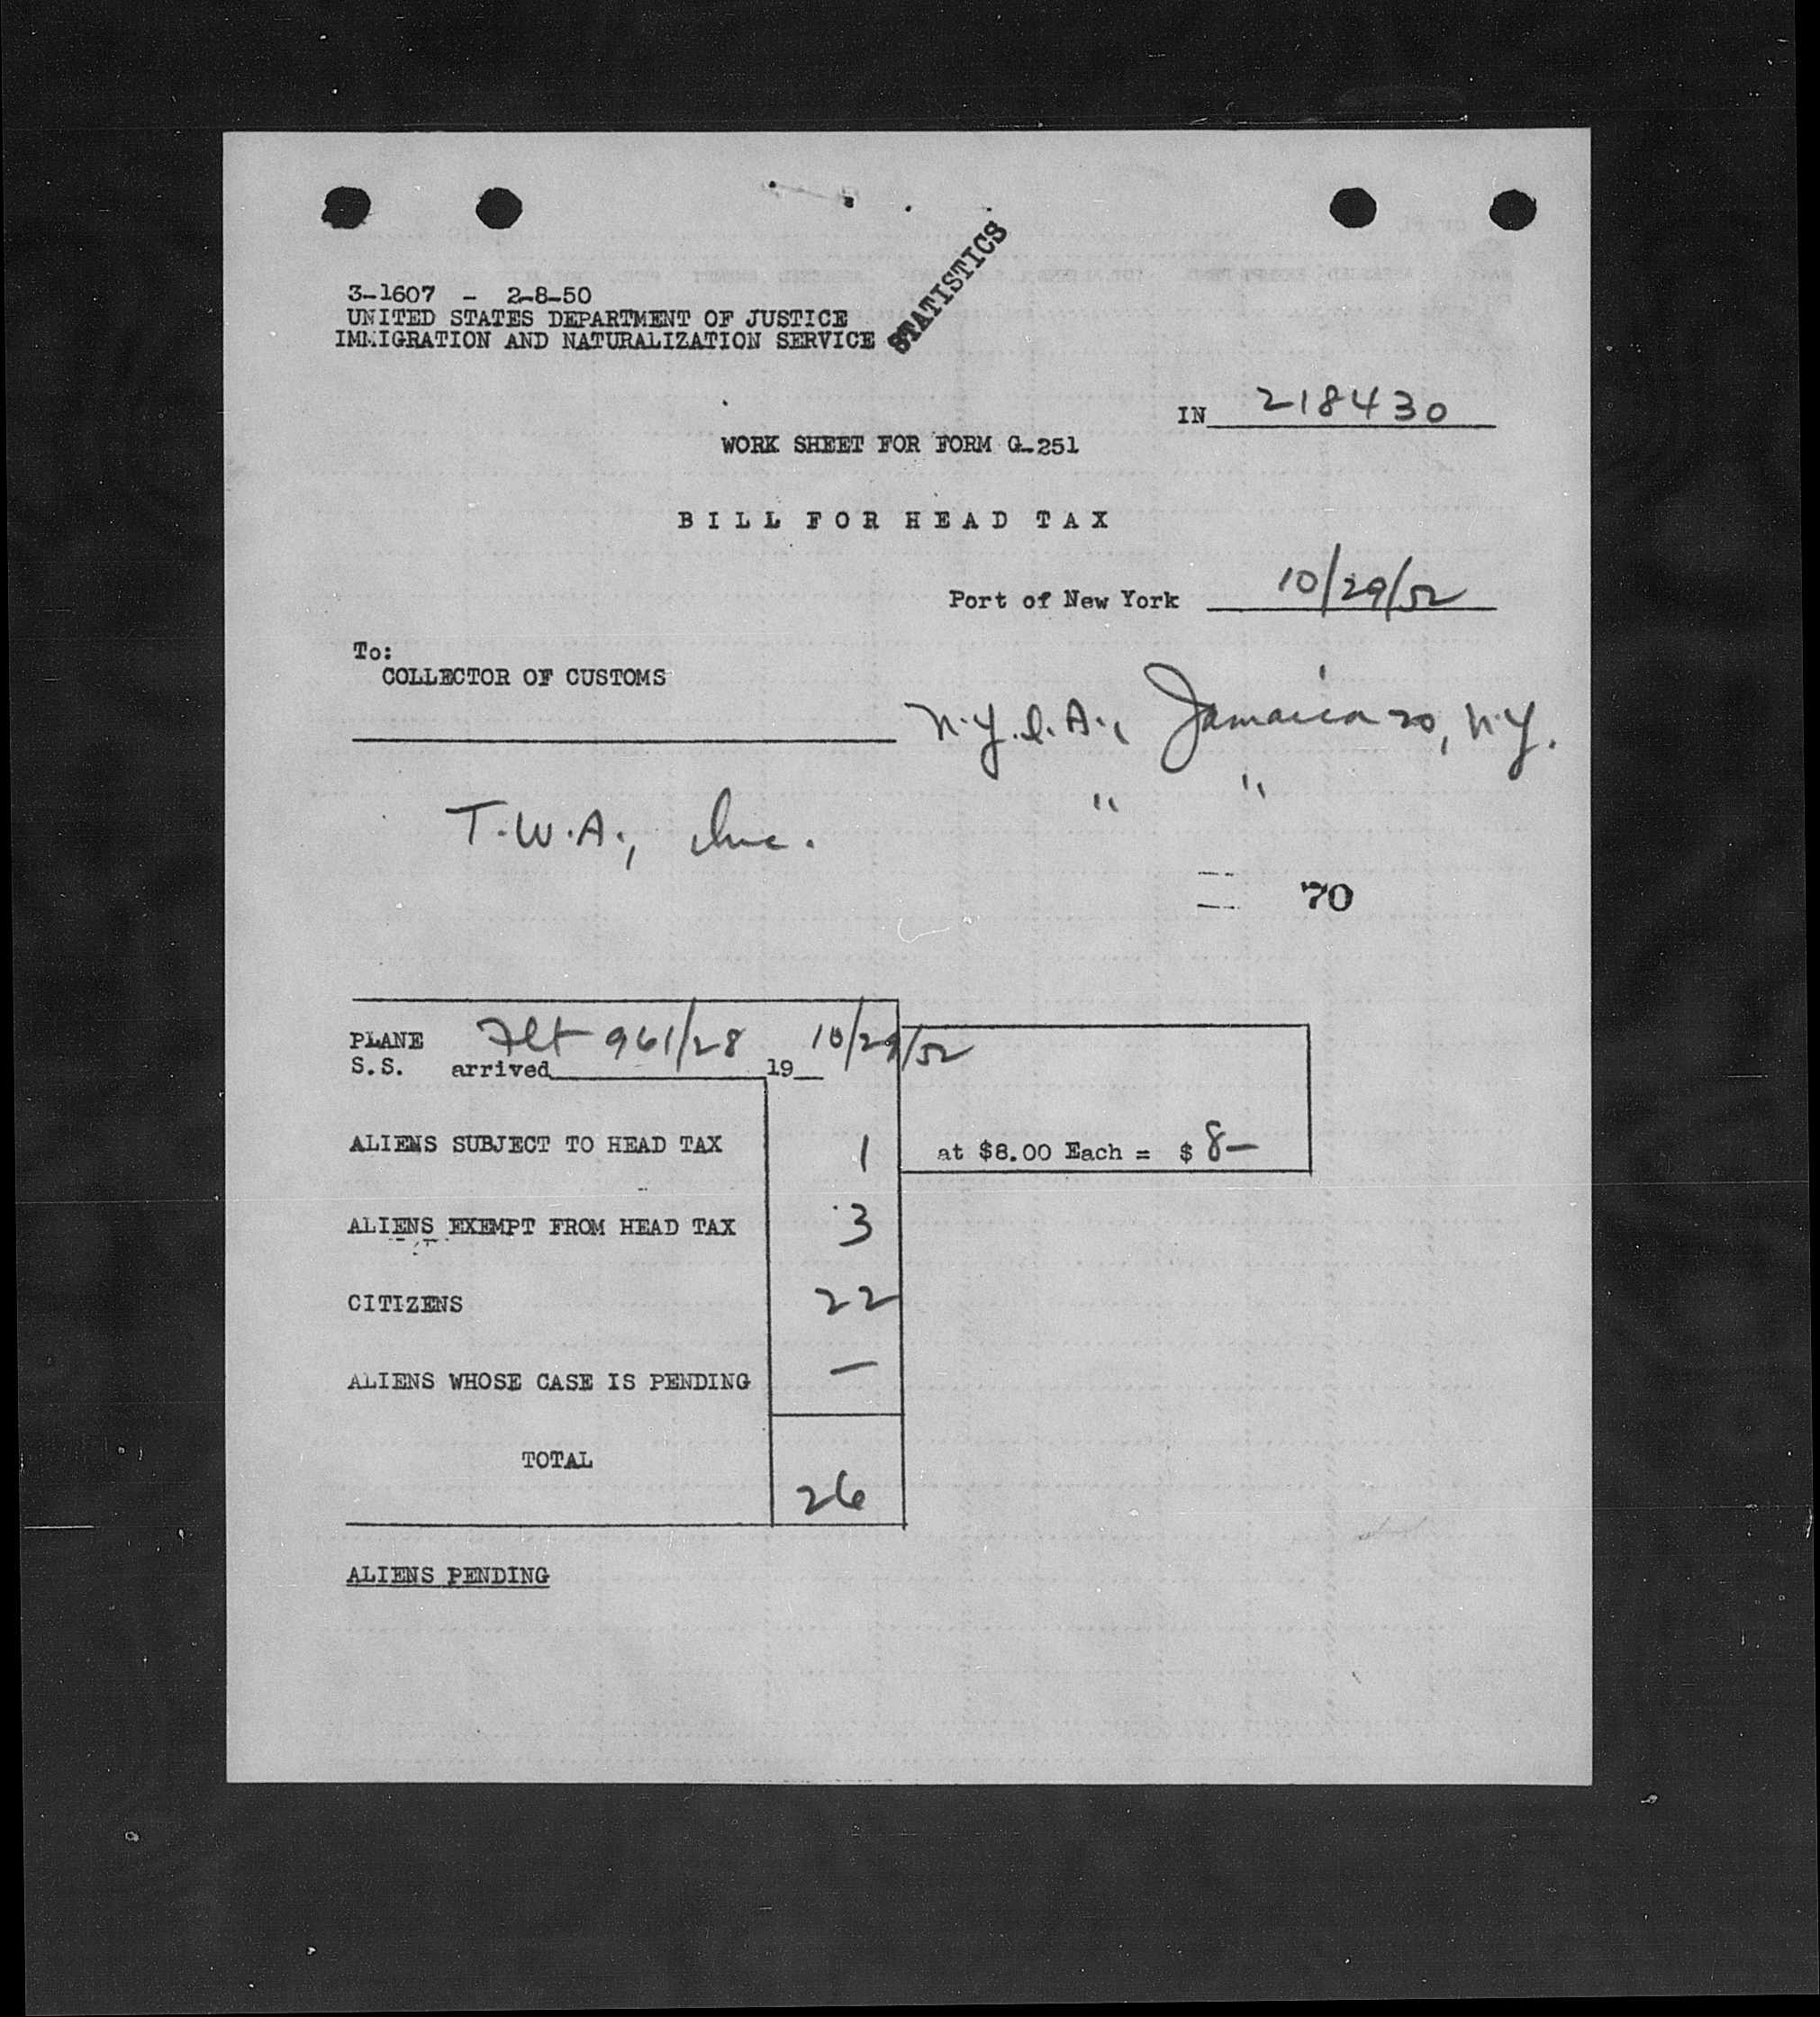 STATISTICS
3-1607 - 2-8-50
UNITED STATES DEPARTMENT OF JUSTICE
IMMIGRATION AND NATURALIZATION SERVICE
IN 218430
WORK SHEET FOR FORM G-251
BILL FOR HEAD TAX
Port of New York 10/29/52
To:
COLLECTOR OF CUSTOMS
N.Y.I.A., Jamaica 20, N.Y.
T.W.A., Inc. " "
70
PLANE Flt 961/28 10/29/52
S.S. arrived 19
ALIENS SUBJECT TO HEAD TAX 1 at $8.00 Each = $ 8—
ALIENS EXEMPT FROM HEAD TAX 3
CITIZENS 22
ALIENS WHOSE CASE IS PENDING —
TOTAL 26
ALIENS PENDING